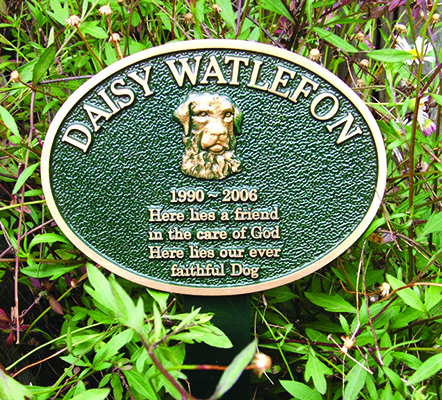 DAISY WATLEFON
1990~2006
Here lies a friend
in the care of God
Here lies our ever
faithful Dog